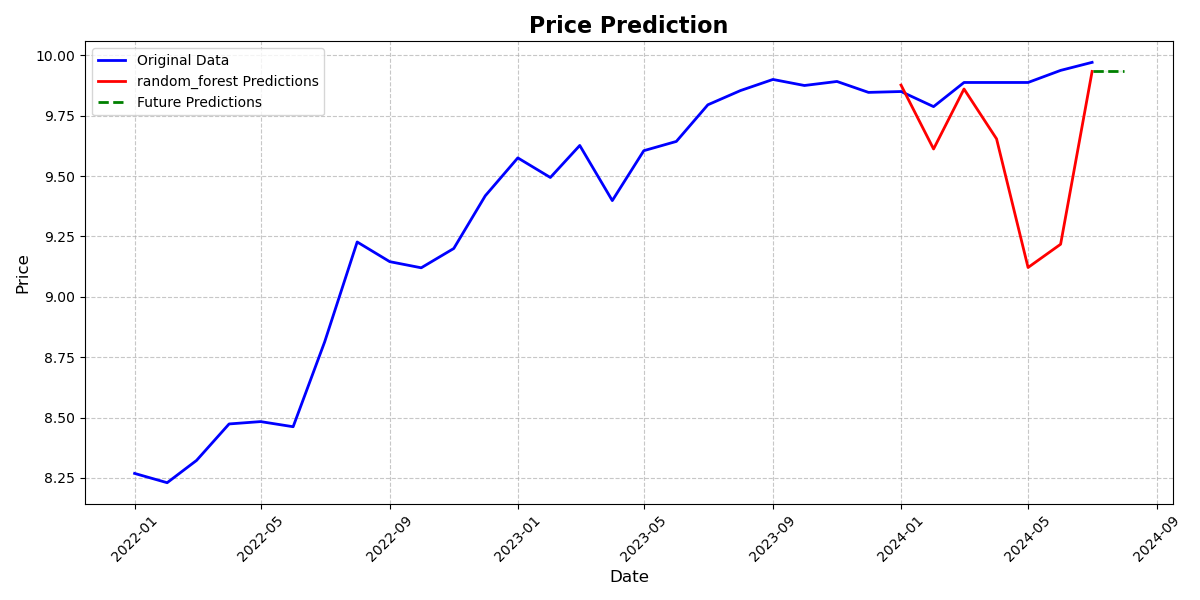 Price Prediction
Original Data
random_forest Predictions
Future Predictions
Price
10.00
9.75
9.50
9.25
9.00
8.75
8.50
8.25
2022-01
2022-05
2022-09
2023-01
2023-05
2023-09
2024-01
2024-05
2024-09
Date